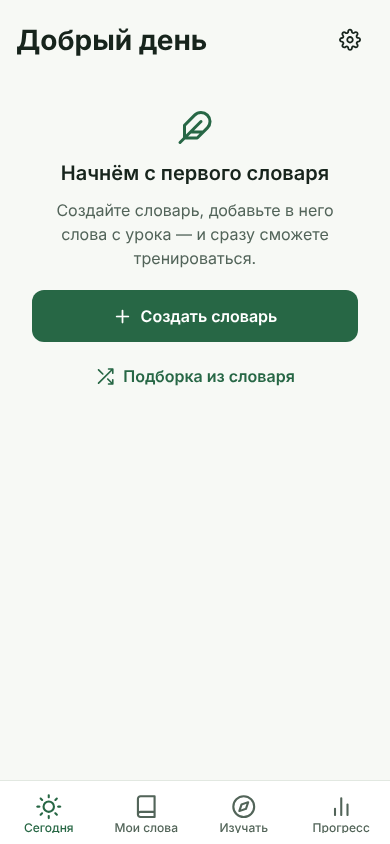 Добрый день
Начнём с первого словаря
Создайте словарь, добавьте в него
слова с урока — и сразу сможете
тренироваться.
Создать словарь
Подборка из словаря
Сегодня
Мои слова
Изучать
Прогресс